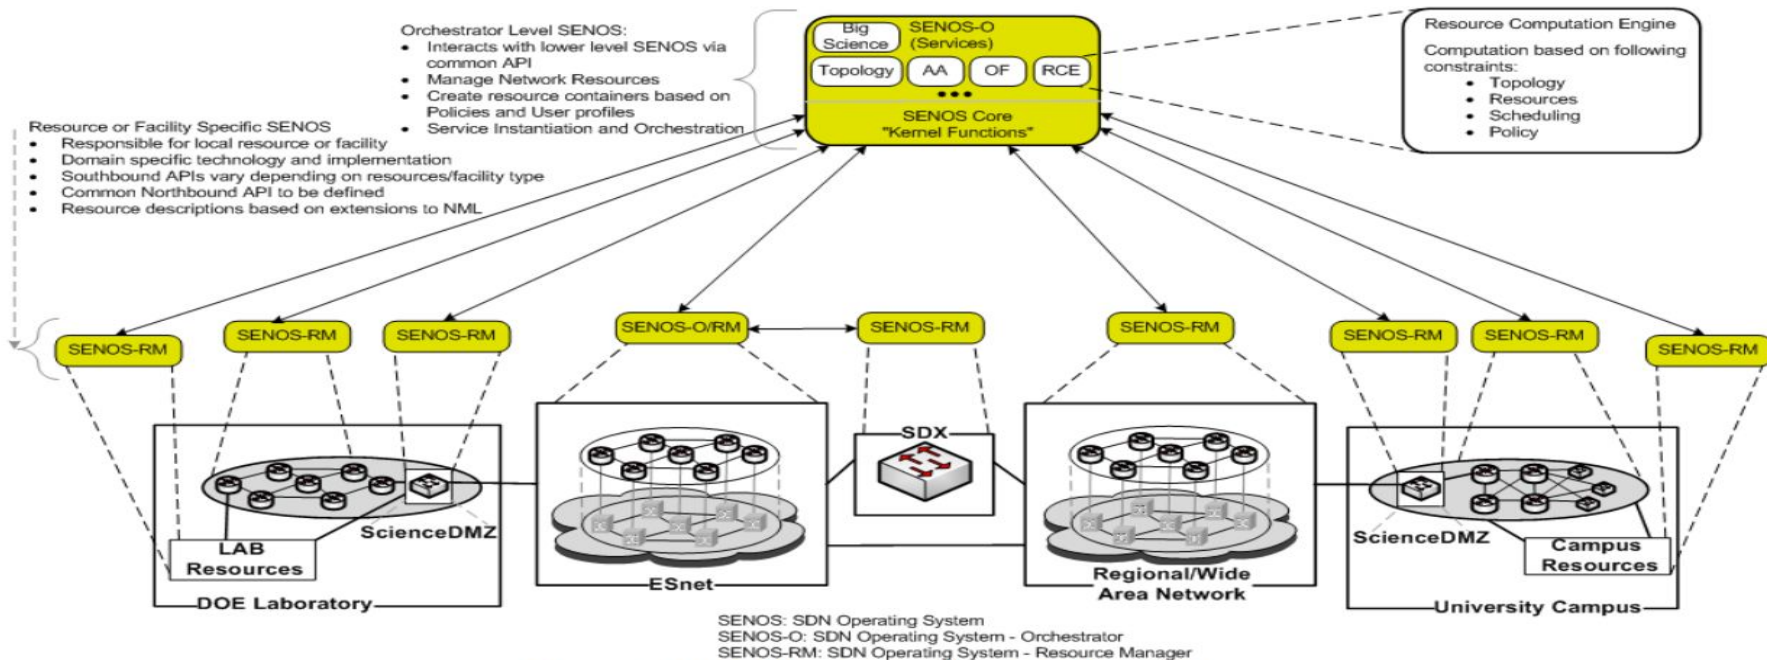 Orchestrator Level SENOS:
• Interacts with lower level SENOS via
common API
• Manage Network Resources
• Create resource containers based on
Policies and User profiles
• Service Instantiation and Orchestration
Big
Science
SENOS-O
(Services)
Topology
AA
OF
RCE
•••
SENOS Core
"Kernel Functions"
Resource Computation Engine
Computation based on following
constraints:
• Topology
• Resources
• Scheduling
• Policy
Resource or Facility Specific SENOS
• Responsible for local resource or facility
• Domain specific technology and implementation
• Southbound APIs vary depending on resources/facility type
• Common Northbound API to be defined
• Resource descriptions based on extensions to NML
SENOS-RM
SENOS-RM
SENOS-RM
SENOS-O/RM
SENOS-RM
SENOS-RM
SENOS-RM
SENOS-RM
SENOS-RM
ScienceDMZ
LAB
Resources
DOE Laboratory
ESnet
SDX
Regional/Wide
Area Network
ScienceDMZ
Campus
Resources
University Campus
SENOS: SDN Operating System
SENOS-O: SDN Operating System - Orchestrator
SENOS-RM: SDN Operating System - Resource Manager